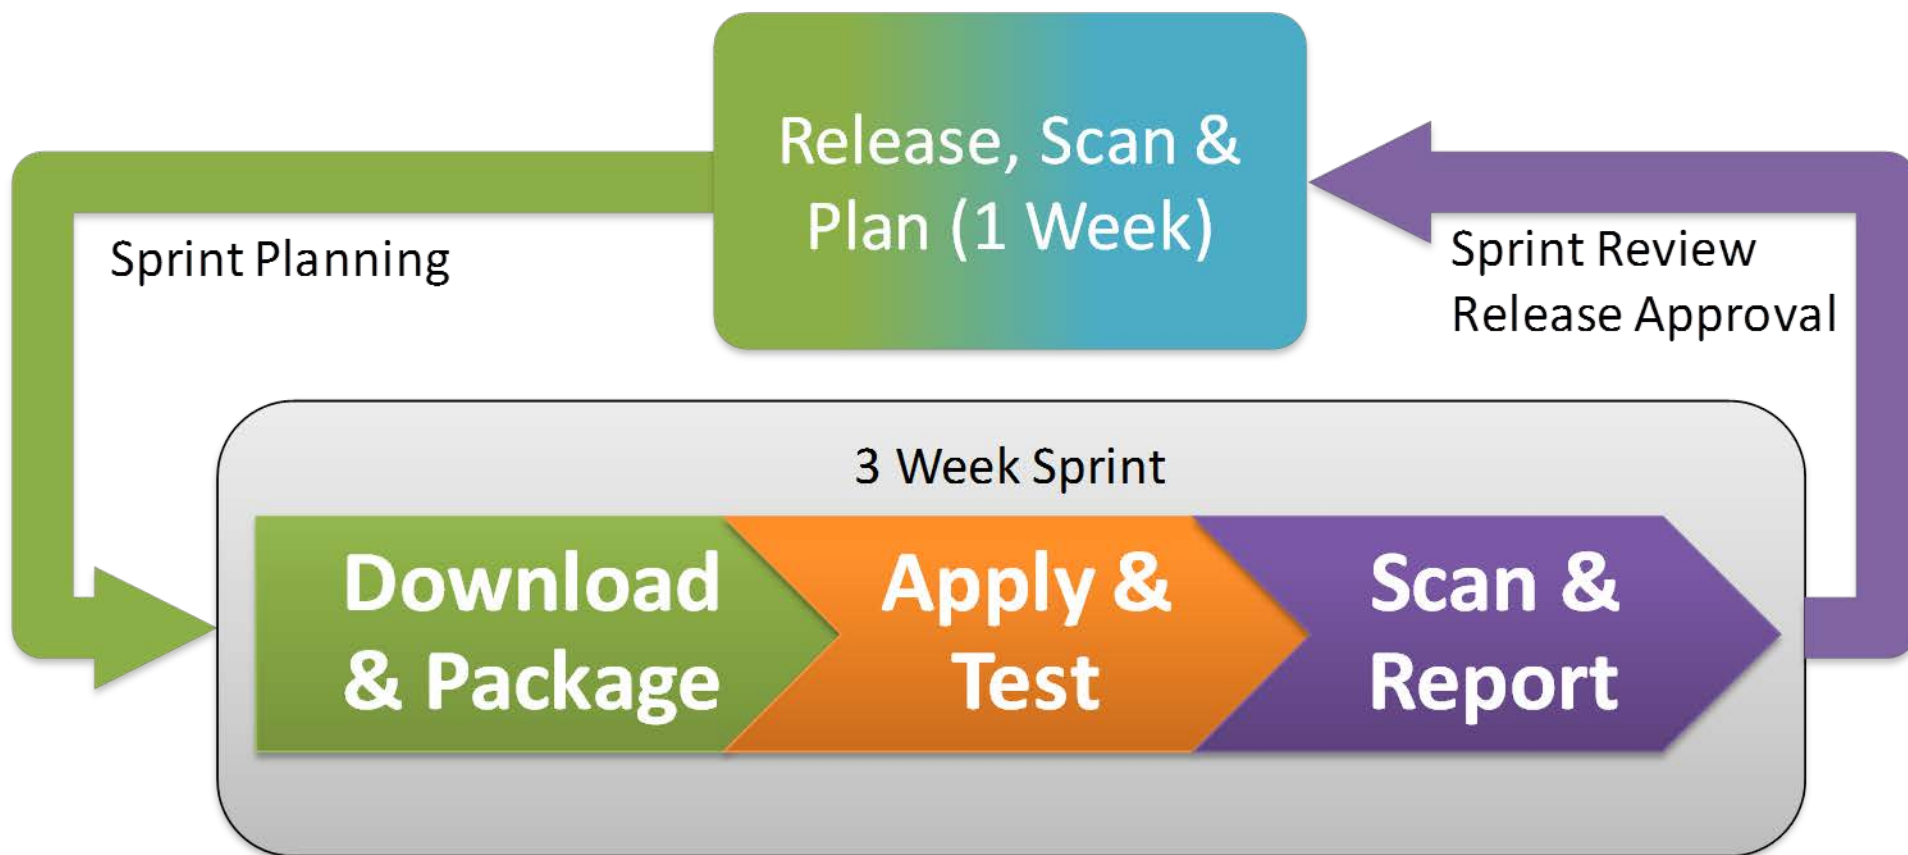 Release, Scan &
Plan (1 Week)
Sprint Planning
Sprint Review
Release Approval
3 Week Sprint
Download
& Package
Apply &
Test
Scan &
Report